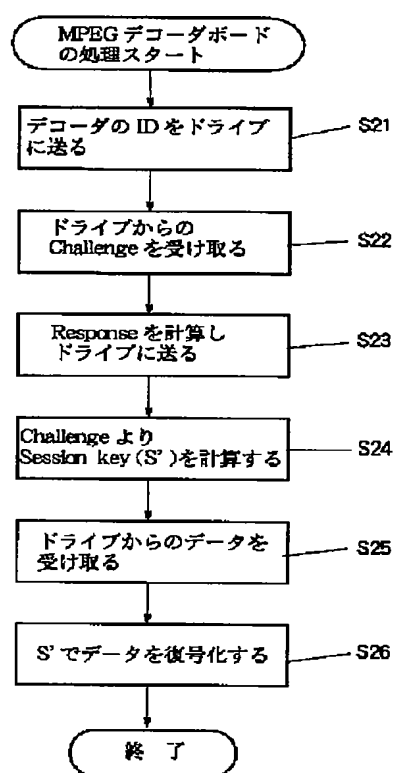 MPEG デコーダボード
の処理スタート
デコーダの ID をドライブ
に送る
S21
ドライブからの
Challenge を受け取る
S22
Response を計算し
ドライブに送る
S23
Challenge より
Session key (S')を計算する
S24
ドライブからのデータを
受け取る
S25
S' でデータを復号化する
S26
終 了